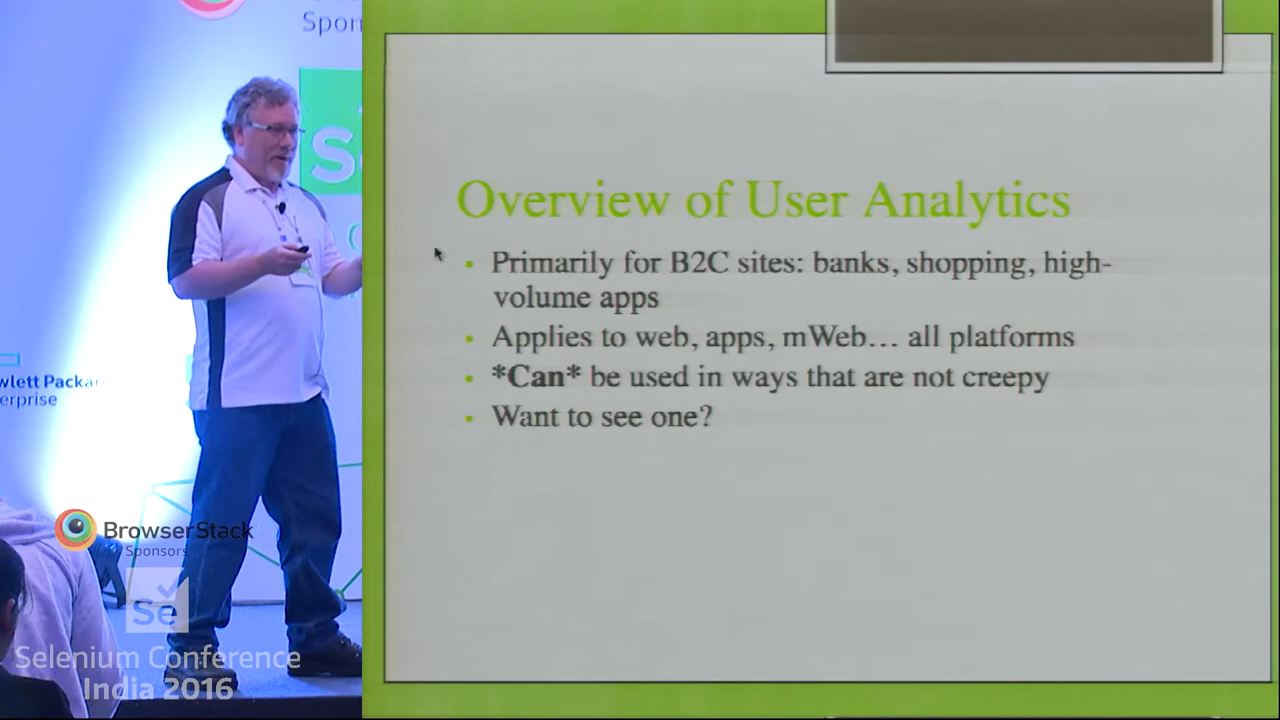 Spon
Se
wlett Packar
erprise
BrowserStack
Sponsors
Se
Selenium Conference
India 2016
Overview of User Analytics
Primarily for B2C sites: banks, shopping, high-
volume apps
Applies to web, apps, mWeb… all platforms
*Can* be used in ways that are not creepy
Want to see one?